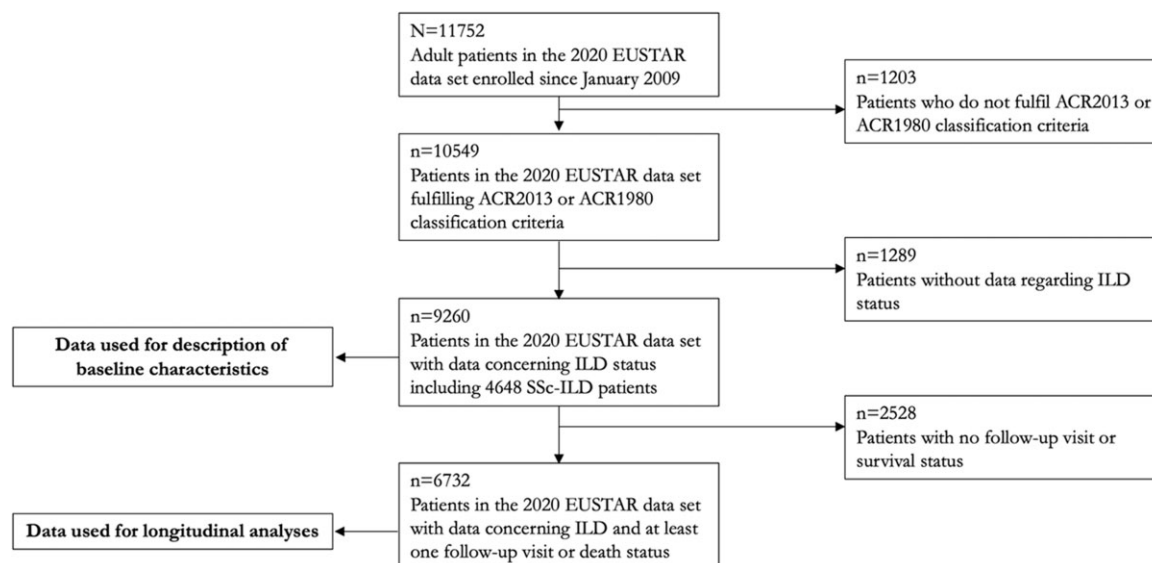 N=11752
Adult patients in the 2020 EUSTAR
data set enrolled since January 2009
n=1203
Patients who do not fulfil ACR2013 or
ACR1980 classification criteria
n=10549
Patients in the 2020 EUSTAR data set
fulfilling ACR2013 or ACR1980
classification criteria
n=1289
Patients without data regarding ILD
status
n=9260
Patients in the 2020 EUSTAR data set
with data concerning ILD status
including 4648 SSc-ILD patients
Data used for description of
baseline characteristics
n=2528
Patients with no follow-up visit or
survival status
n=6732
Patients in the 2020 EUSTAR data set
with data concerning ILD and at least
one follow-up visit or death status
Data used for longitudinal analyses